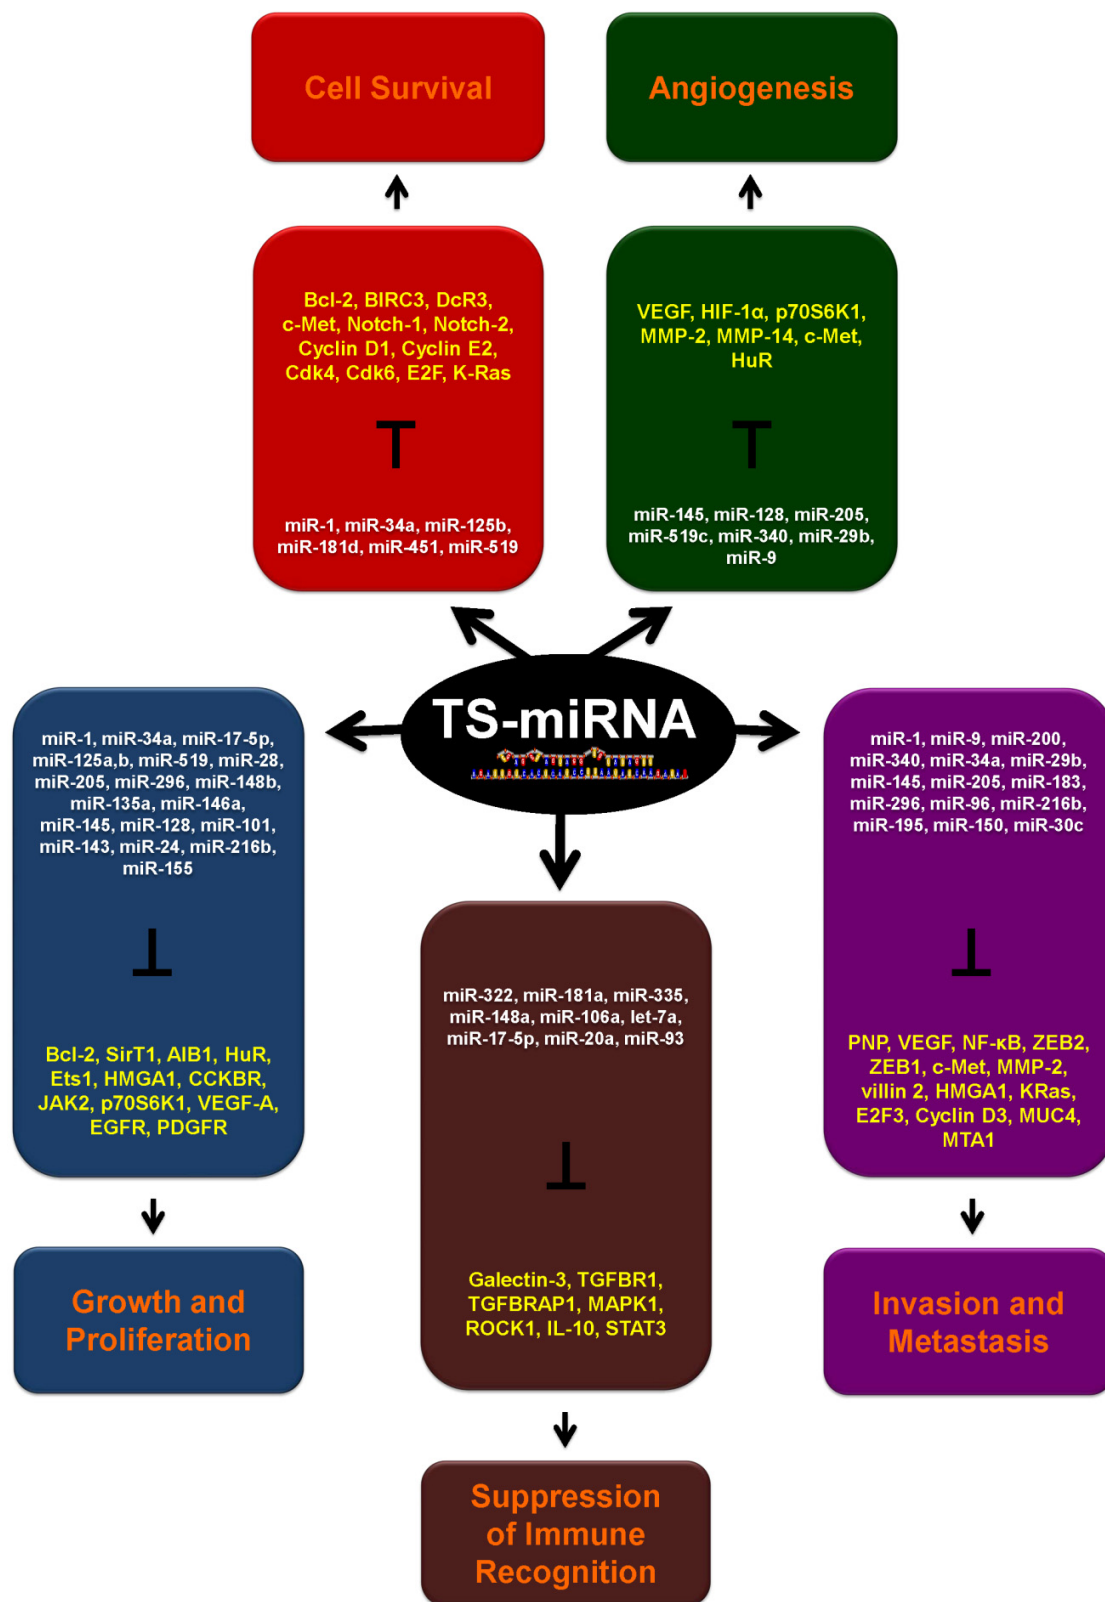 Cell Survival
Angiogenesis
Bcl-2, BIRC3, DcR3,
c-Met, Notch-1, Notch-2,
Cyclin D1, Cyclin E2,
Cdk4, Cdk6, E2F, K-Ras
miR-1, miR-34a, miR-125b,
miR-181d, miR-451, miR-519
VEGF, HIF-1α, p70S6K1,
MMP-2, MMP-14, c-Met,
HuR
miR-145, miR-128, miR-205,
miR-519c, miR-340, miR-29b,
miR-9
TS-miRNA
miR-1, miR-34a, miR-17-5p,
miR-125a,b, miR-519, miR-28,
miR-205, miR-296, miR-148b,
miR-135a, miR-146a,
miR-145, miR-128, miR-101,
miR-143, miR-24, miR-216b,
miR-155
Bcl-2, SirT1, AIB1, HuR,
Ets1, HMGA1, CCKBR,
JAK2, p70S6K1, VEGF-A,
EGFR, PDGFR
Growth and
Proliferation
miR-322, miR-181a, miR-335,
miR-148a, miR-106a, let-7a,
miR-17-5p, miR-20a, miR-93
Galectin-3, TGFBR1,
TGFBRAP1, MAPK1,
ROCK1, IL-10, STAT3
Suppression
of Immune
Recognition
miR-1, miR-9, miR-200,
miR-340, miR-34a, miR-29b,
miR-145, miR-205, miR-183,
miR-296, miR-96, miR-216b,
miR-195, miR-150, miR-30c
PNP, VEGF, NF-κB, ZEB2,
ZEB1, c-Met, MMP-2,
villin 2, HMGA1, KRas,
E2F3, Cyclin D3, MUC4,
MTA1
Invasion and
Metastasis